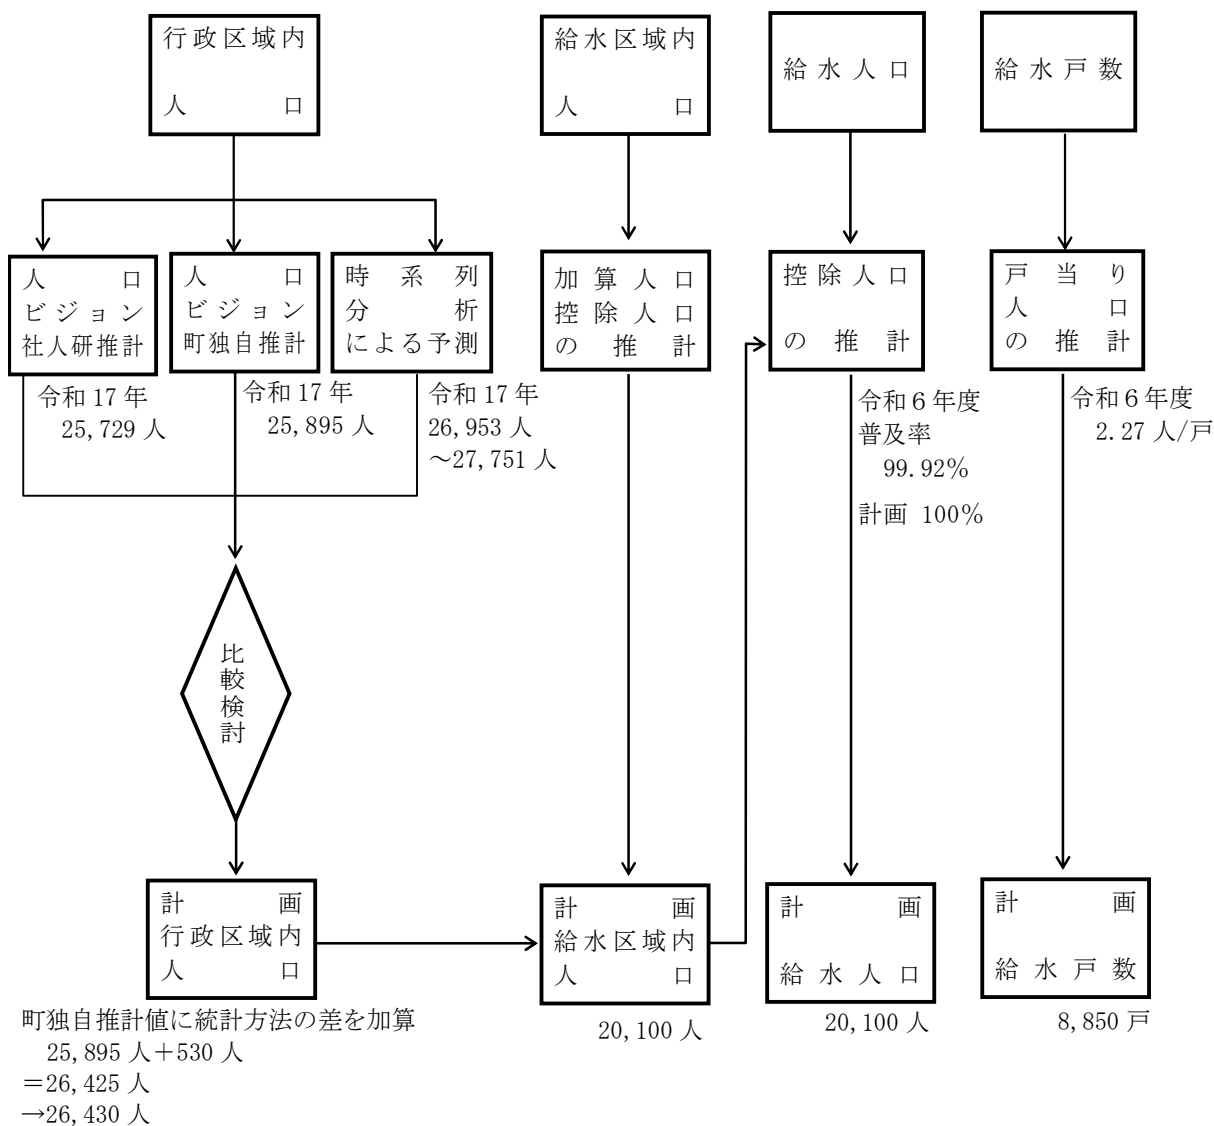 行政区域内
人口
給水区域内
人口
給水人口
給水戸数
人口
ビジョン
社人研推計
人口
ビジョン
町独自推計
時系列
分析
による予測
加算人口
控除人口
の推計
控除人口
の推計
戸当り
人口
の推計
令和17年
25,729人
令和17年
25,895人
令和17年
26,953人
～27,751人
令和６年度
普及率
99.92％
計画 100％
令和６年度
2.27人/戸
比較検討
計画
行政区域内
人口
計画
給水区域内
人口
計画
給水人口
計画
給水戸数
町独自推計値に統計方法の差を加算
25,895人＋530人
＝26,425人
→26,430人
20,100人
20,100人
8,850戸